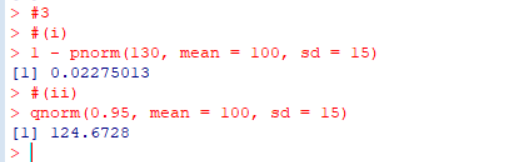 > #3
> #(i)
> 1 - pnorm(130, mean = 100, sd = 15)
[1] 0.02275013
> #(ii)
> qnorm(0.95, mean = 100, sd = 15)
[1] 124.6728
>